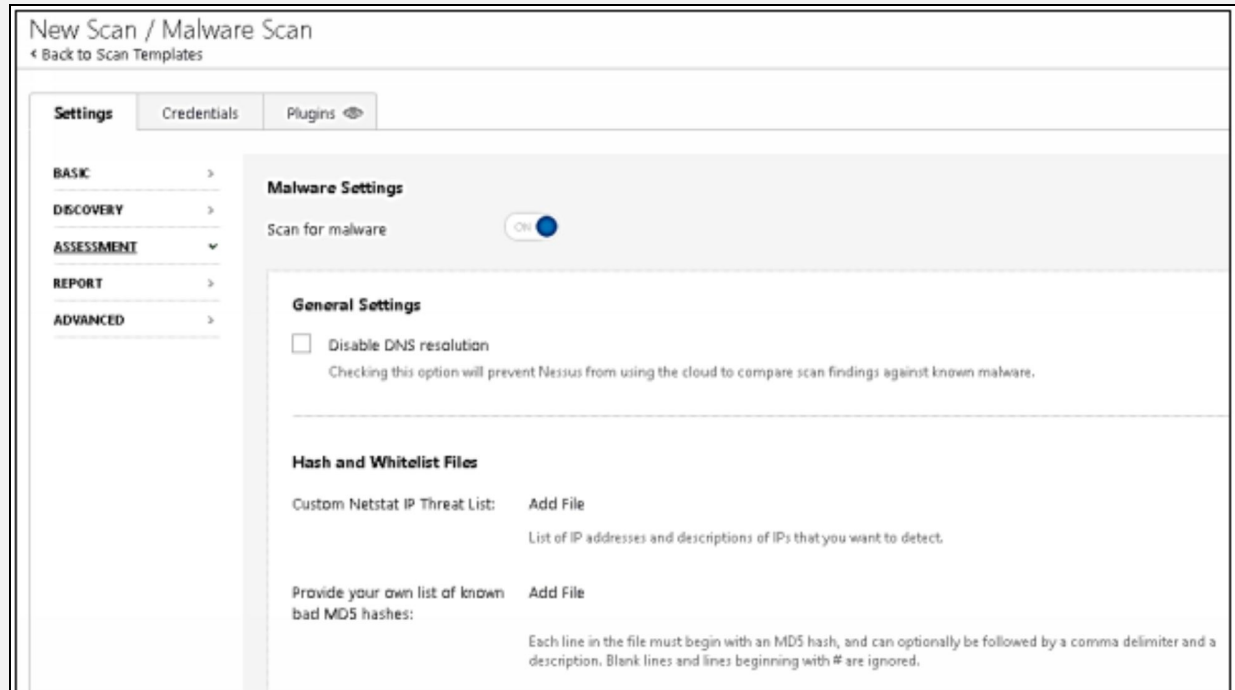 New Scan / Malware Scan
< Back to Scan Templates
Settings
Credentials
Plugins
BASIC
DISCOVERY
ASSESSMENT
REPORT
ADVANCED
Malware Settings
Scan for malware
ON
General Settings
Disable DNS resolution
Checking this option will prevent Nessus from using the cloud to compare scan findings against known malware.
Hash and Whitelist Files
Custom Netstat IP Threat List:
Add File
List of IP addresses and descriptions of IPs that you want to detect.
Provide your own list of known
bad MD5 hashes:
Add File
Each line in the file must begin with an MD5 hash, and can optionally be followed by a comma delimiter and a
description. Blank lines and lines beginning with # are ignored.